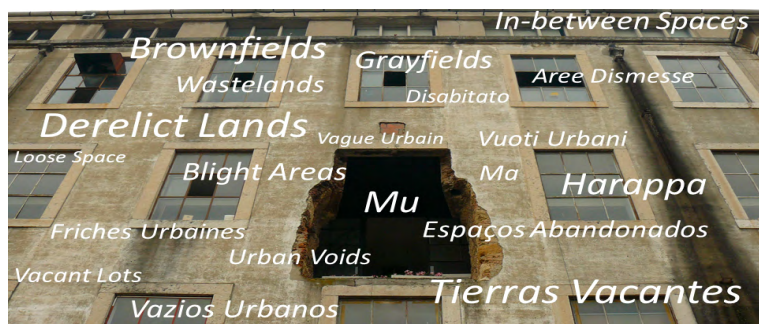 In-between Spaces
Brownfields
Grayfields
Wastelands
Aree Dismesse
Disabitato
Derelict Lands
Vague Urbain
Vuoti Urbani
Loose Space
Blight Areas
Ma
Harappa
Mu
Friches Urbaines
Espaços Abandonados
Urban Voids
Vacant Lots
Tierras Vacantes
Vazios Urbanos